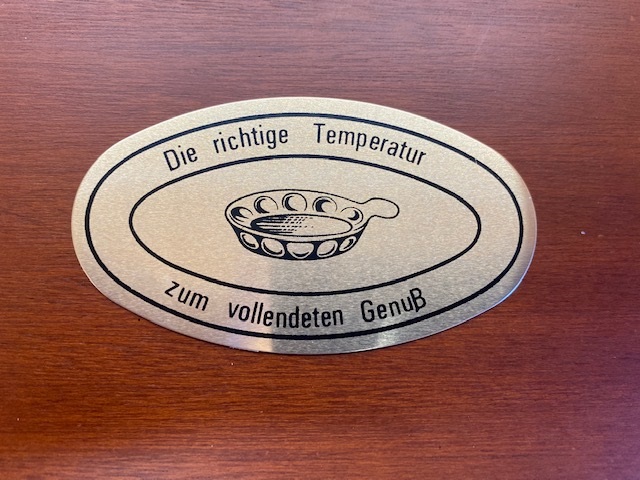 Die richtige Temperatur
zum vollendeten Genuß